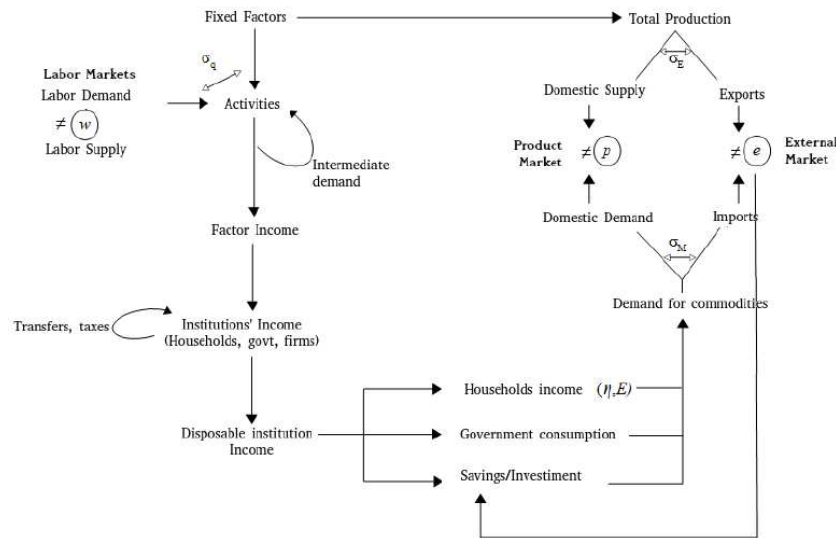 Fixed Factors
Total Production
σq
σE
Labor Markets
Labor Demand
≠ w
Labor Supply
Activities
Domestic Supply
Exports
Product
Market
≠ p
≠ e
External
Market
Intermediate
demand
Domestic Demand
Imports
Factor Income
σM
Demand for commodities
Transfers, taxes
Institutions' Income
(Households, govt, firms)
Households income (η,E)
Disposable institution
Income
Government consumption
Savings/Investiment